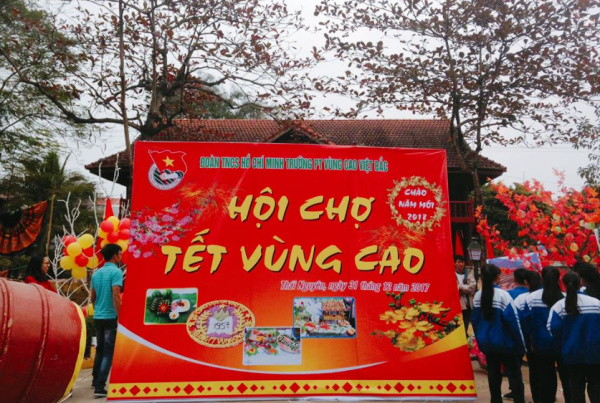 ĐOÀN TNCS HỒ CHÍ MINH TRƯỜNG PT VÙNG CAO VIỆT BẮC
CHÀO
NĂM MỚI
2018
HỘI CHỢ
TẾT VÙNG CAO
Thái Nguyên, ngày 31 tháng 12 năm 2017
1957